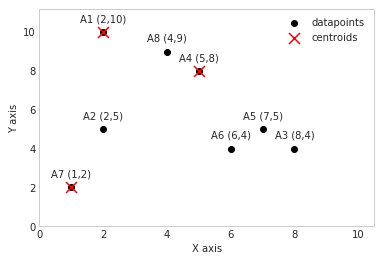 A1 (2,10)
datapoints
centroids
A8 (4,9)
A4 (5,8)
A2 (2,5)
A5 (7,5)
A6 (6,4)
A3 (8,4)
A7 (1,2)
Y axis
10
8
6
4
2
0
0
2
4
6
8
10
X axis